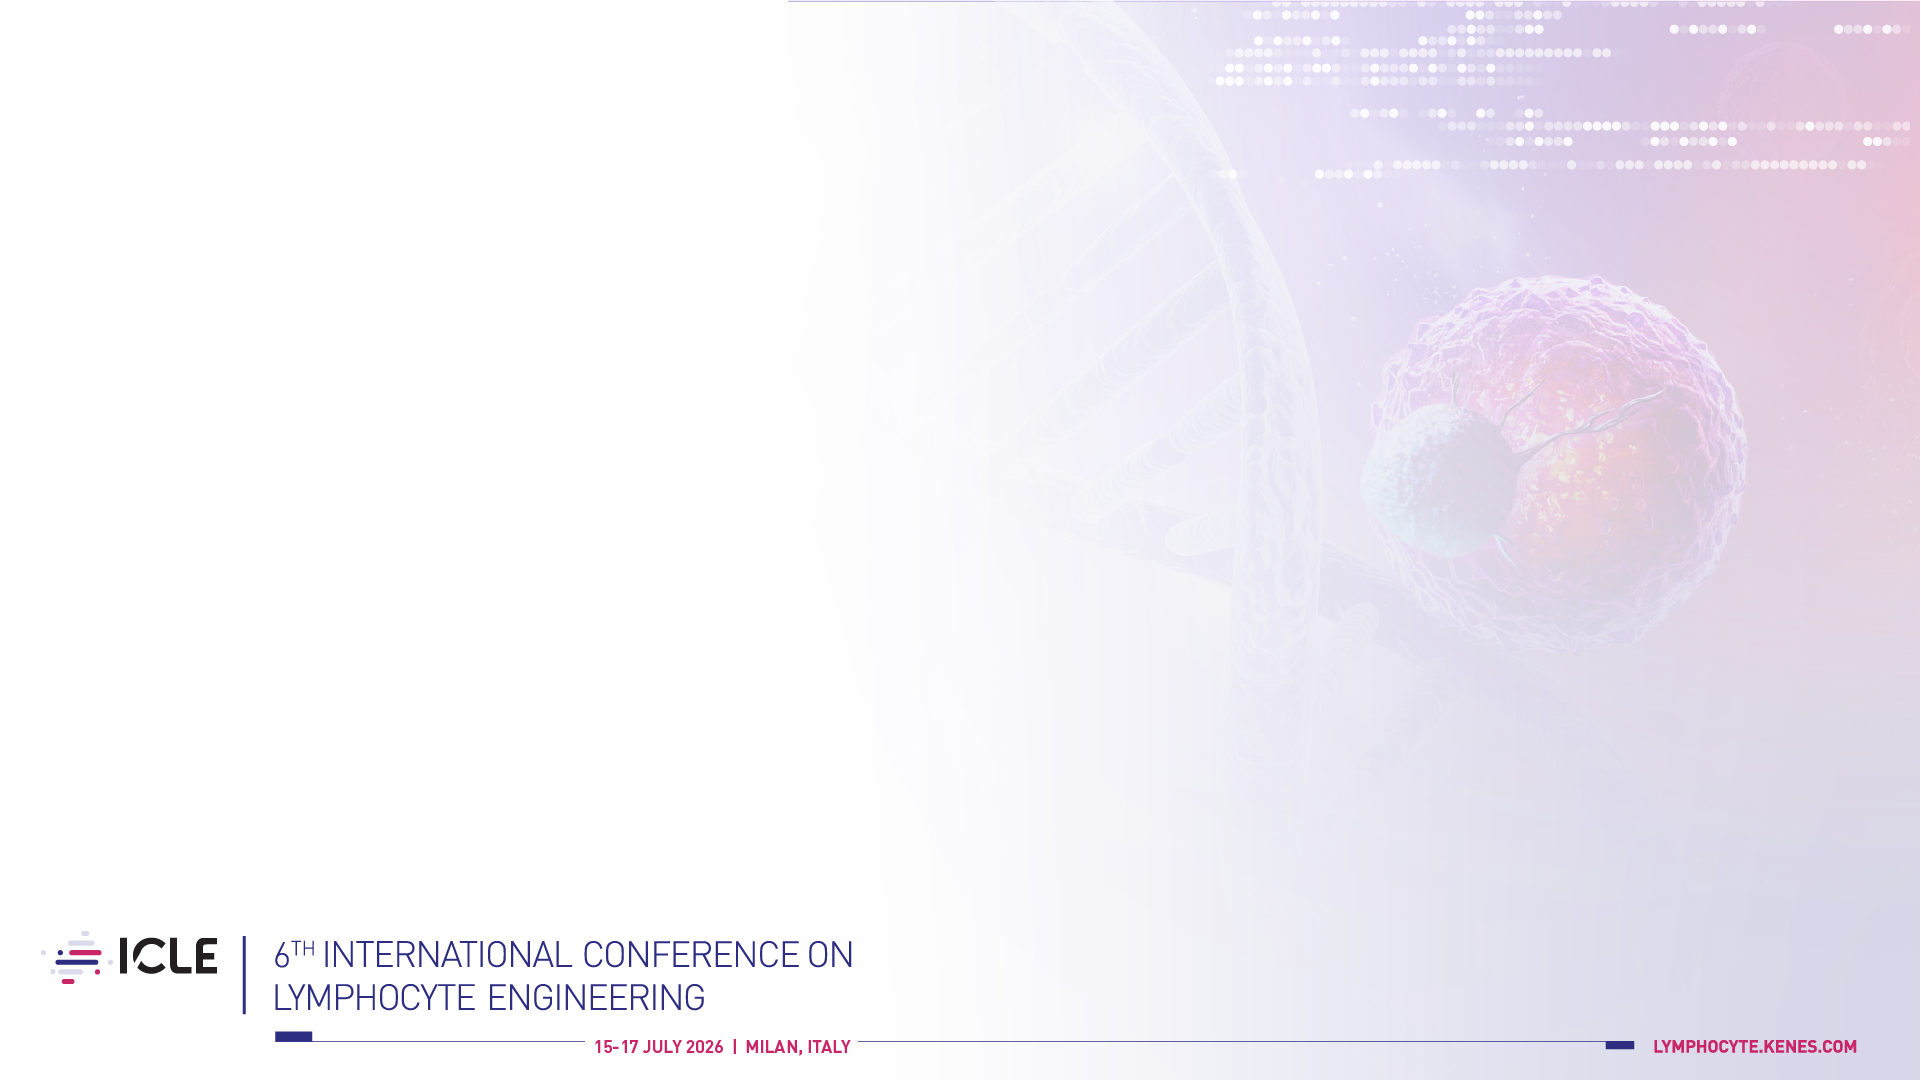 ICLE
6TH INTERNATIONAL CONFERENCE ON
LYMPHOCYTE ENGINEERING
15-17 JULY 2026 | MILAN, ITALY
LYMPHOCYTE.KENES.COM